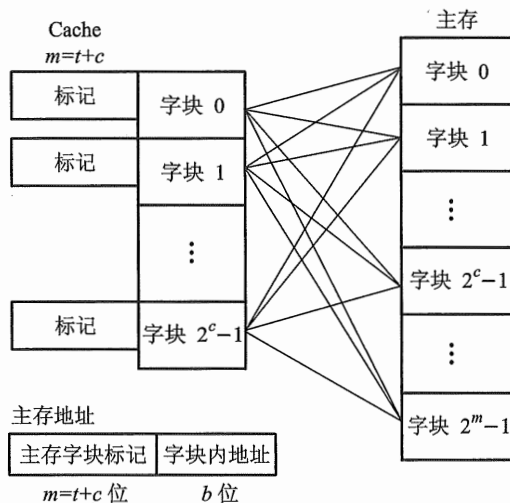 Cache
m=t+c
主存
标记
字块 0
字块 0
标记
字块 1
字块 1
⋮
⋮
标记
字块 2^c−1
字块 2^c−1
⋮
字块 2^m−1
主存地址
主存字块标记 字块内地址
m=t+c 位 b 位